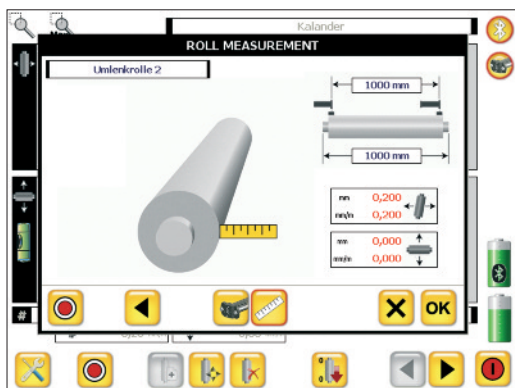 Kalander
ROLL MEASUREMENT
Umlenkrolle 2
1000 mm
1000 mm
mm 0,200
mm/m 0,200
mm 0,000
mm/m 0,000
OK
#